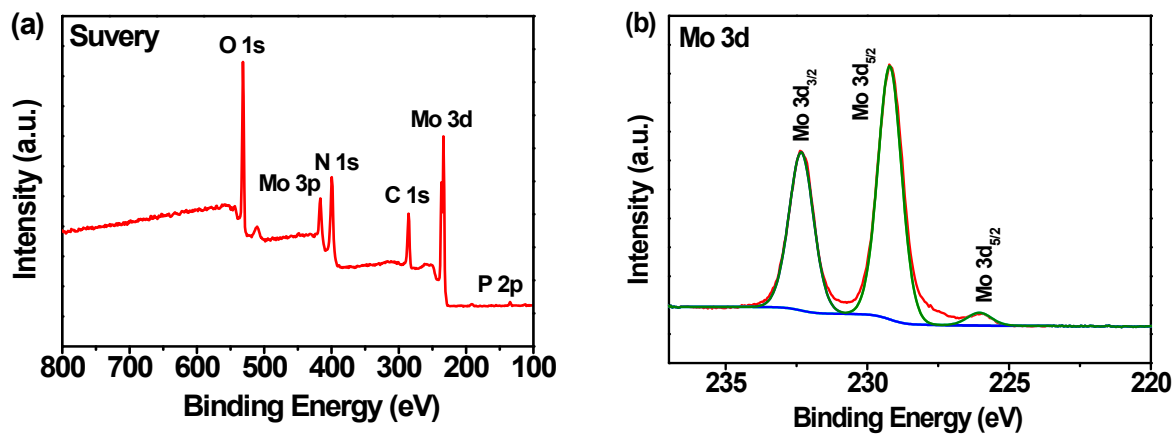 (a)
Suvery
O 1s
Mo 3p
N 1s
C 1s
Mo 3d
P 2p
Intensity (a.u.)
800 700 600 500 400 300 200 100
Binding Energy (eV)
(b)
Mo 3d
Mo 3d3/2
Mo 3d5/2
Mo 3d5/2
Intensity (a.u.)
235 230 225 220
Binding Energy (eV)